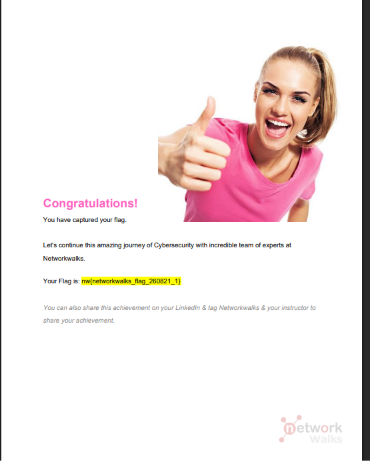 Congratulations!
You have captured your flag.
Let's continue this amazing journey of Cybersecurity with incredible team of experts at
Networkwalks.
Your Flag is: nw{networkwalks_flag_260821_1}
You can also share this achievement on your LinkedIn & tag Networkwalks & your instructor to
share your achievement.
network
Walks